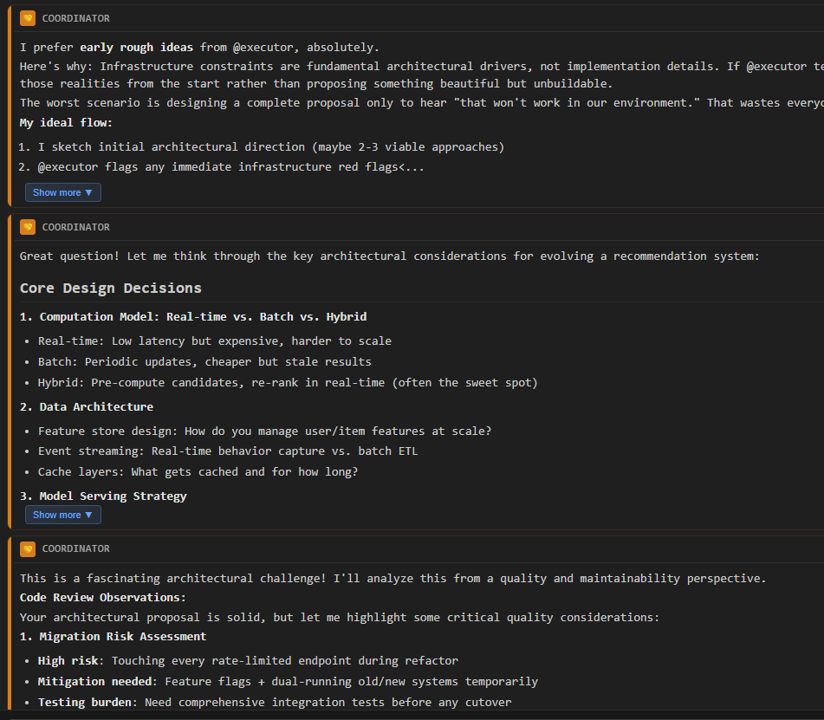 COORDINATOR
I prefer early rough ideas from @executor, absolutely.
Here's why: Infrastructure constraints are fundamental architectural drivers, not implementation details. If @executor te
those realities from the start rather than proposing something beautiful but unbuildable.
The worst scenario is designing a complete proposal only to hear "that won't work in our environment." That wastes everyo
My ideal flow:
1. I sketch initial architectural direction (maybe 2-3 viable approaches)
2. @executor flags any immediate infrastructure red flags<...
Show more ▼
COORDINATOR
Great question! Let me think through the key architectural considerations for evolving a recommendation system:
Core Design Decisions
1. Computation Model: Real-time vs. Batch vs. Hybrid
• Real-time: Low latency but expensive, harder to scale
• Batch: Periodic updates, cheaper but stale results
• Hybrid: Pre-compute candidates, re-rank in real-time (often the sweet spot)
2. Data Architecture
• Feature store design: How do you manage user/item features at scale?
• Event streaming: Real-time behavior capture vs. batch ETL
• Cache layers: What gets cached and for how long?
3. Model Serving Strategy
Show more ▼
COORDINATOR
This is a fascinating architectural challenge! I'll analyze this from a quality and maintainability perspective.
Code Review Observations:
Your architectural proposal is solid, but let me highlight some critical quality considerations:
1. Migration Risk Assessment
• High risk: Touching every rate-limited endpoint during refactor
• Mitigation needed: Feature flags + dual-running old/new systems temporarily
• Testing burden: Need comprehensive integration tests before any cutover